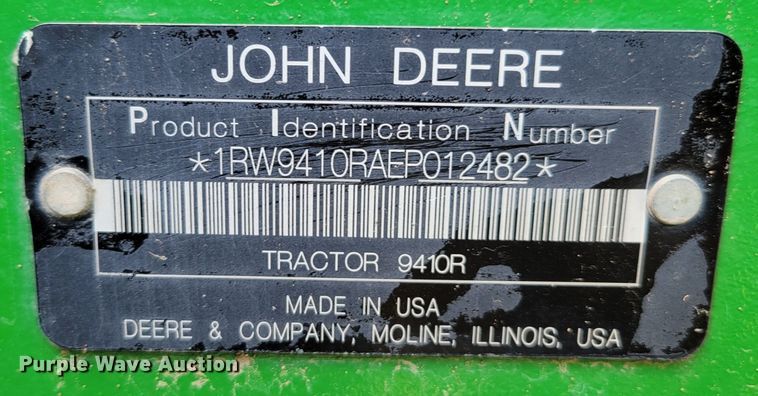 JOHN DEERE
Product Identification Number
*1RW9410RAEP012482*
TRACTOR 9410R
MADE IN USA
DEERE & COMPANY, MOLINE, ILLINOIS, USA
Purple Wave Auction